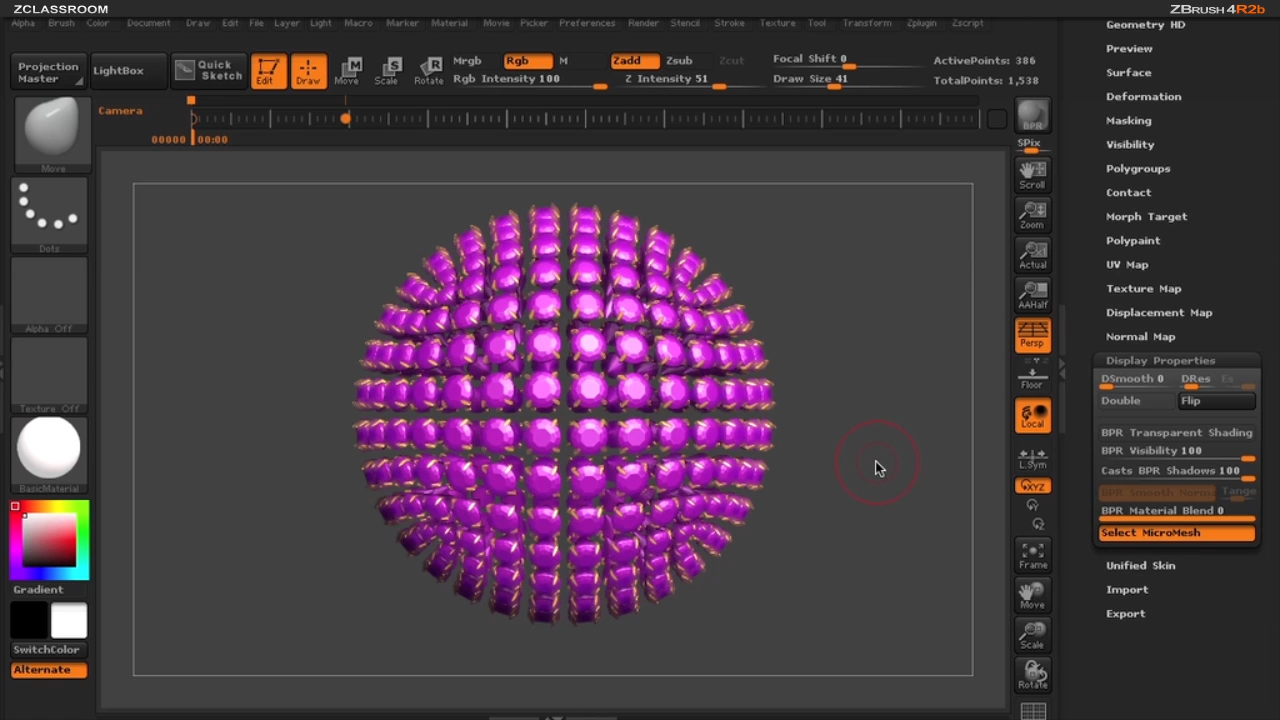 ZCLASSROOM
ZBRUSH 4R2b
Alpha Brush Color Document Draw Edit File Layer Light Macro Marker Material Movie Picker Preferences Render Stencil Stroke Texture Tool Transform Zplugin Zscript
Projection
Master
LightBox
Quick
Sketch
Edit
Draw
Move
Scale
Rotate
Mrgb Rgb M
Rgb Intensity 100
Zadd Zsub Zcut
Z Intensity 51
Focal Shift 0
Draw Size 41
ActivePoints: 386
TotalPoints: 1,538
Camera
00000 00:00
Move
Dots
Alpha Off
Texture Off
BasicMaterial
Gradient
SwitchColor
Alternate
BPR
SPix
Scroll
Zoom
Actual
AAHalf
Persp
Floor
Local
L.Sym
XYZ
Frame
Move
Scale
Rotate
Geometry HD
Preview
Surface
Deformation
Masking
Visibility
Polygroups
Contact
Morph Target
Polypaint
UV Map
Texture Map
Displacement Map
Normal Map
Display Properties
DSmooth 0 DRes Es
Double Flip
BPR Transparent Shading
BPR Visibility 100
Casts BPR Shadows 100
BPR Smooth Norma Tange
BPR Material Blend 0
Select MicroMesh
Unified Skin
Import
Export